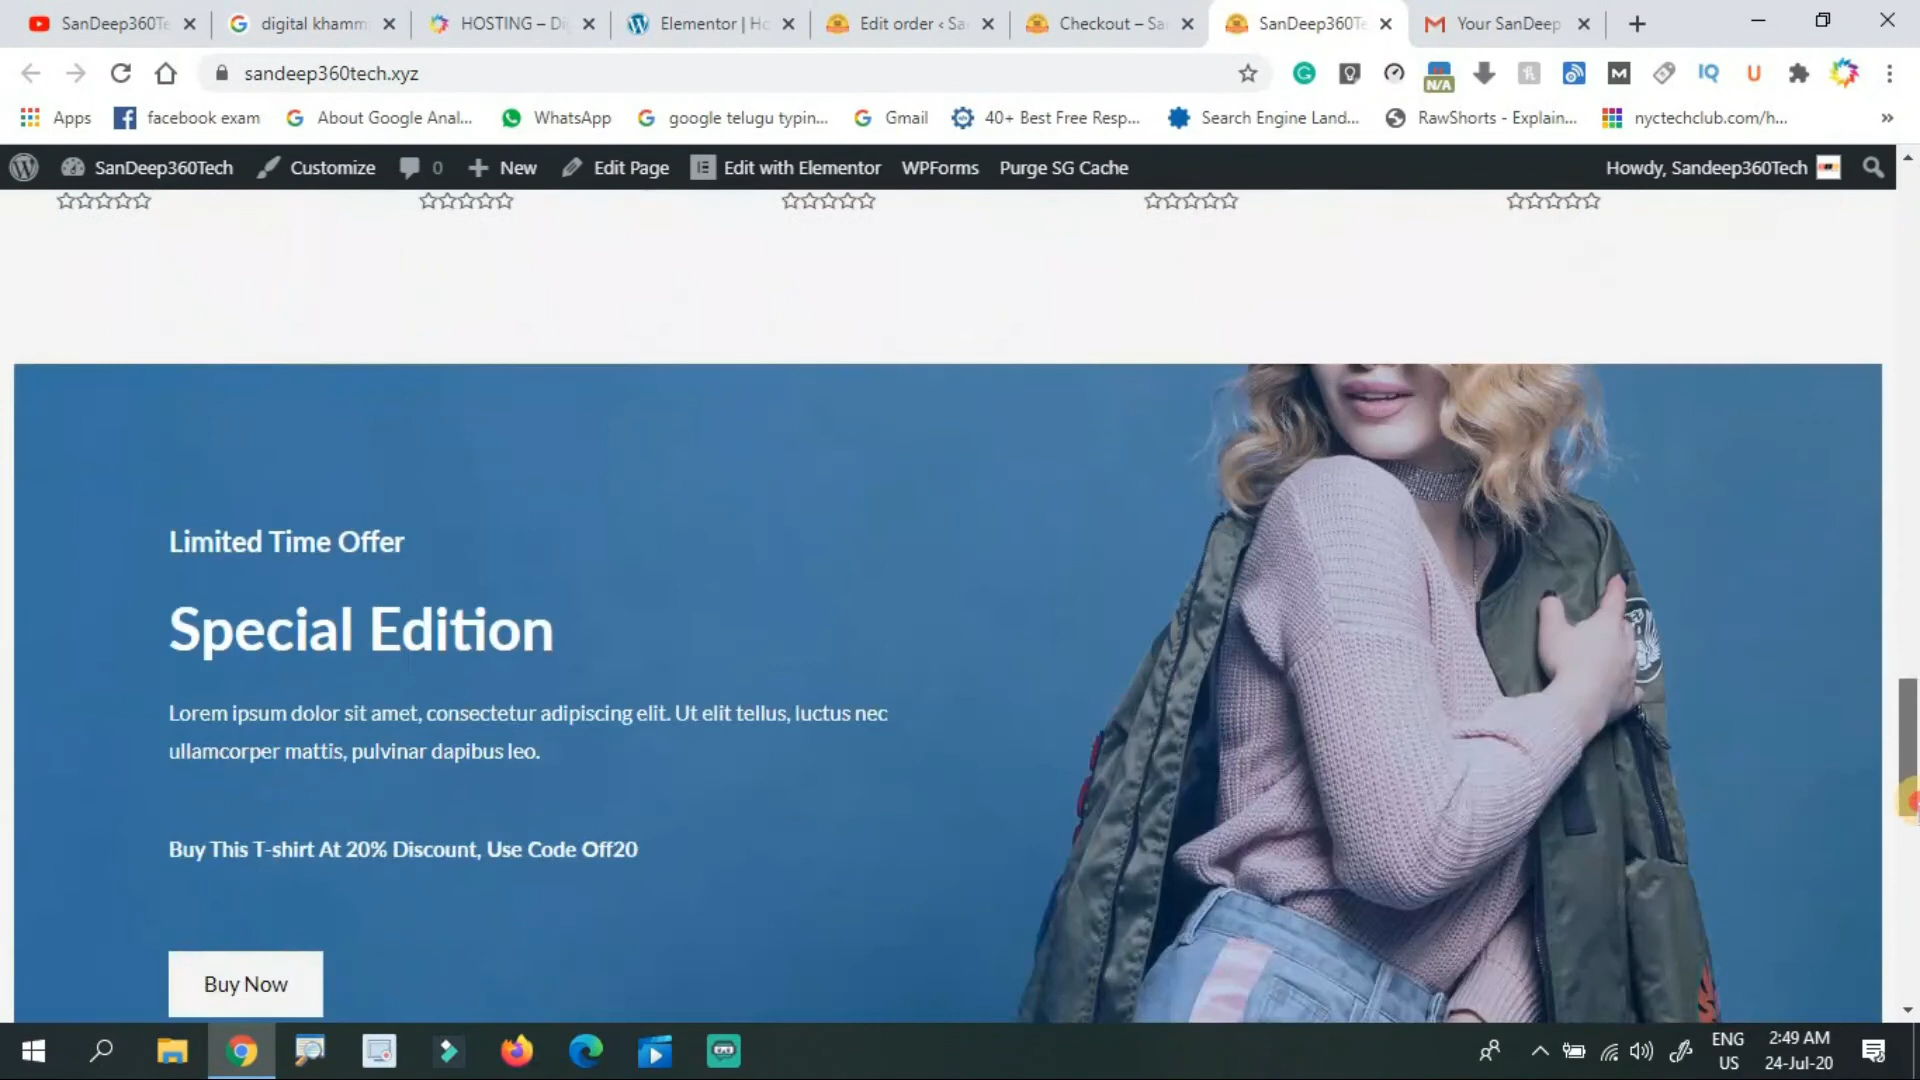 SanDeep360Te
digital khamm
HOSTING – Di
Elementor | Ho
Edit order ‹ Sa
Checkout – Sa
SanDeep360Te
Your SanDeep
sandeep360tech.xyz
N/A
IQ
U
M
Apps
facebook exam
About Google Anal...
WhatsApp
google telugu typin...
Gmail
40+ Best Free Resp...
Search Engine Land...
RawShorts - Explain...
nyctechclub.com/h...
»
SanDeep360Tech
Customize
0
New
Edit Page
Edit with Elementor
WPForms
Purge SG Cache
Howdy, Sandeep360Tech
Limited Time Offer
Special Edition
Lorem ipsum dolor sit amet, consectetur adipiscing elit. Ut elit tellus, luctus nec
ullamcorper mattis, pulvinar dapibus leo.
Buy This T-shirt At 20% Discount, Use Code Off20
Buy Now
ENG
US
2:49 AM
24-Jul-20